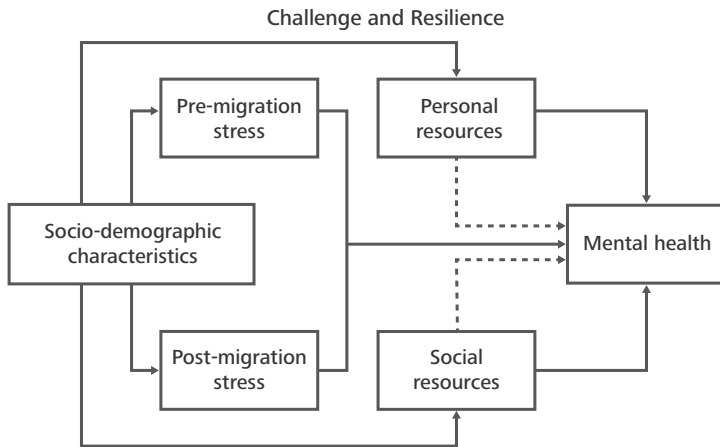 Challenge and Resilience
Pre-migration
stress
Personal
resources
Socio-demographic
characteristics
Mental health
Post-migration
stress
Social
resources